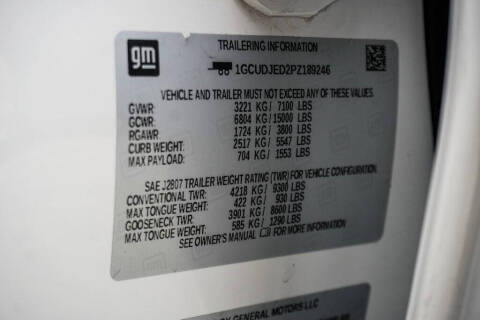 gm
TRAILERING INFORMATION
1GCUDJED2PZ189246
VEHICLE AND TRAILER MUST NOT EXCEED ANY OF THESE VALUES.
GVWR: 3221 KG/ 7100 LBS
GCWR: 6804 KG/ 15000 LBS
RGAWR: 1724 KG/ 3800 LBS
CURB WEIGHT: 2517 KG/ 5547 LBS
MAX PAYLOAD: 704 KG/ 1553 LBS
SAE J2807 TRAILER WEIGHT RATING (TWR) FOR VEHICLE CONFIGURATION.
CONVENTIONAL TWR: 4218 KG/ 9300 LBS
MAX TONGUE WEIGHT: 422 KG/ 930 LBS
GOOSENECK TWR: 3901 KG/ 8600 LBS
MAX TONGUE WEIGHT: 585 KG/ 1290 LBS
SEE OWNER'S MANUAL FOR MORE INFORMATION
GENERAL MOTORS LLC